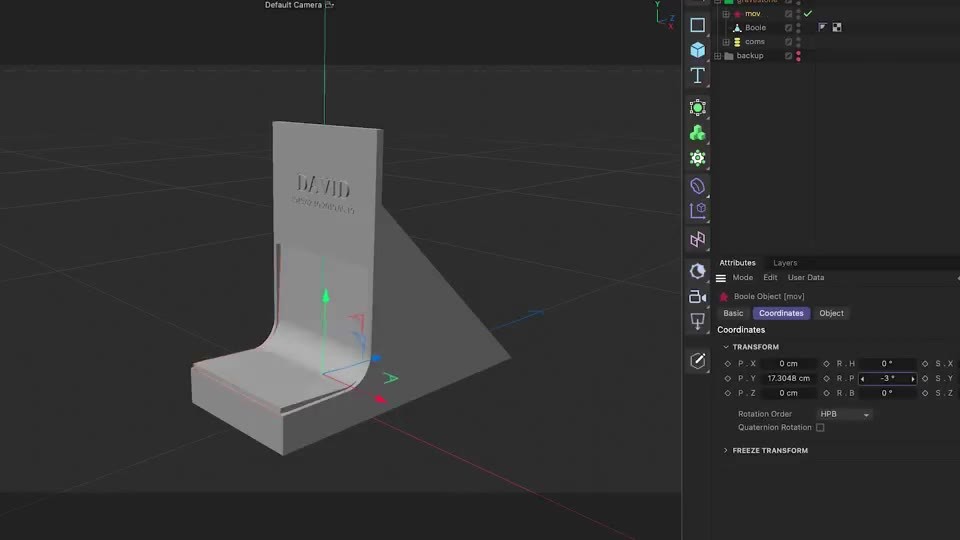 Default Camera
Y
Z
X
gravestone
mov
Boole
coms
backup
DAVID
Attributes Layers
Mode Edit User Data
Boole Object [mov]
Basic Coordinates Object
Coordinates
TRANSFORM
P . X 0 cm R . H 0 ° S . X
P . Y 17.3048 cm R . P -3 ° S . Y
P . Z 0 cm R . B 0 ° S . Z
Rotation Order HPB
Quaternion Rotation
FREEZE TRANSFORM